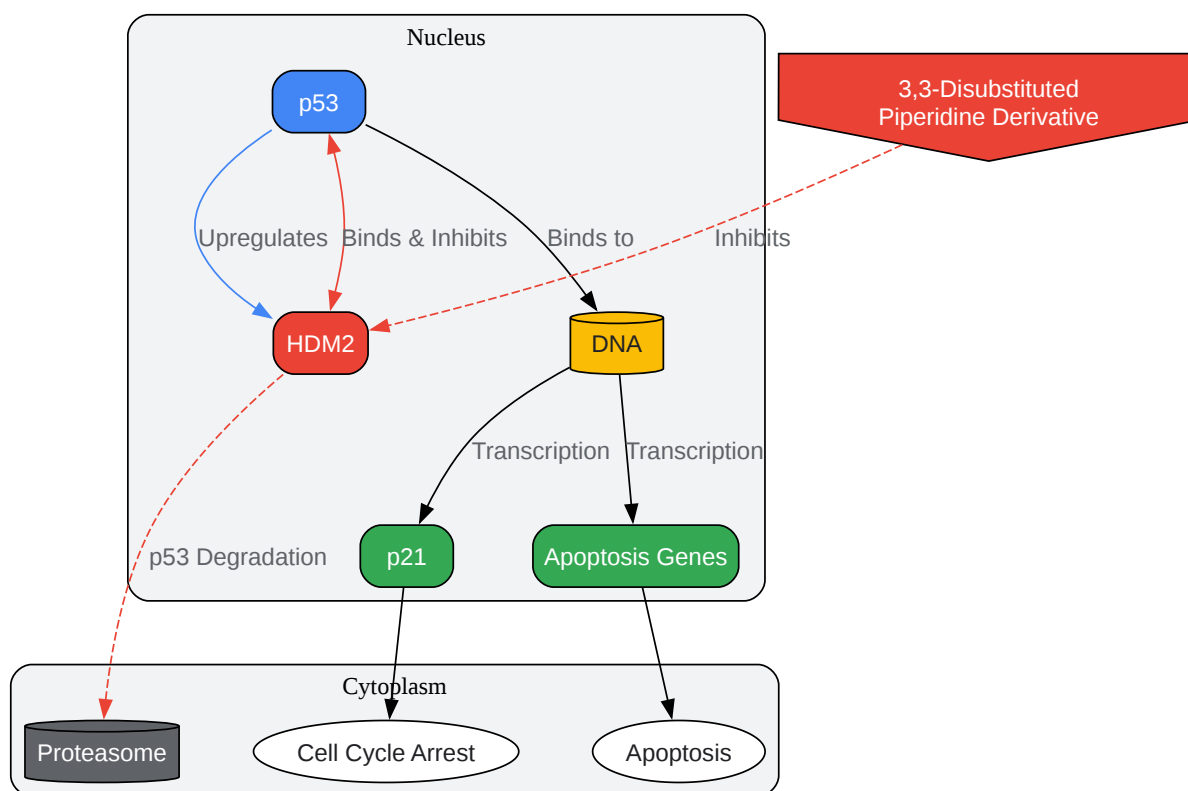 Nucleus
p53
3,3-Disubstituted
Piperidine Derivative
Upregulates
Binds & Inhibits
Binds to
Inhibits
HDM2
DNA
Transcription
Transcription
p53 Degradation
p21
Apoptosis Genes
Cytoplasm
Proteasome
Cell Cycle Arrest
Apoptosis